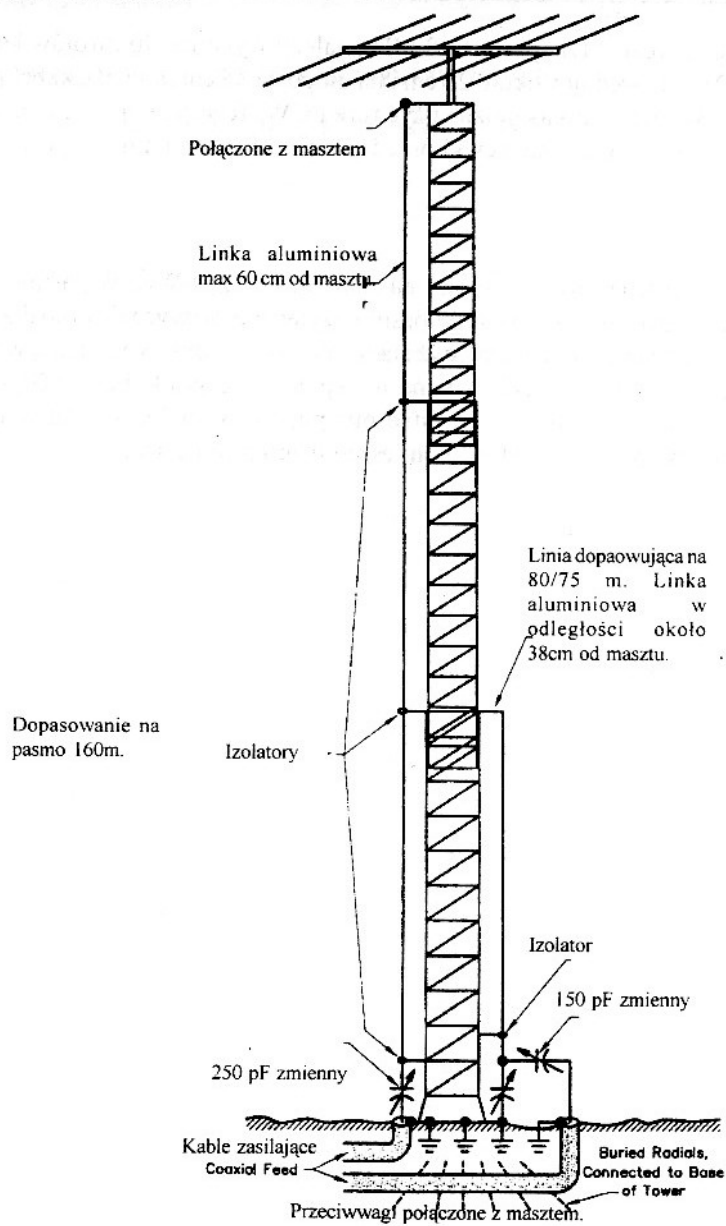 Połączone z masztem
Linka aluminiowa
max 60 cm od masztu.
Linia dopaowująca na
80/75 m. Linka
aluminiowa w
odległości około
38cm od masztu.
Dopasowanie na
pasmo 160m.
Izolatory
Izolator
150 pF zmienny
250 pF zmienny
Kable zasilające
Coaxial Feed
Buried Radials,
Connected to Base
of Tower
Przeciwwagi połączone z masztem.